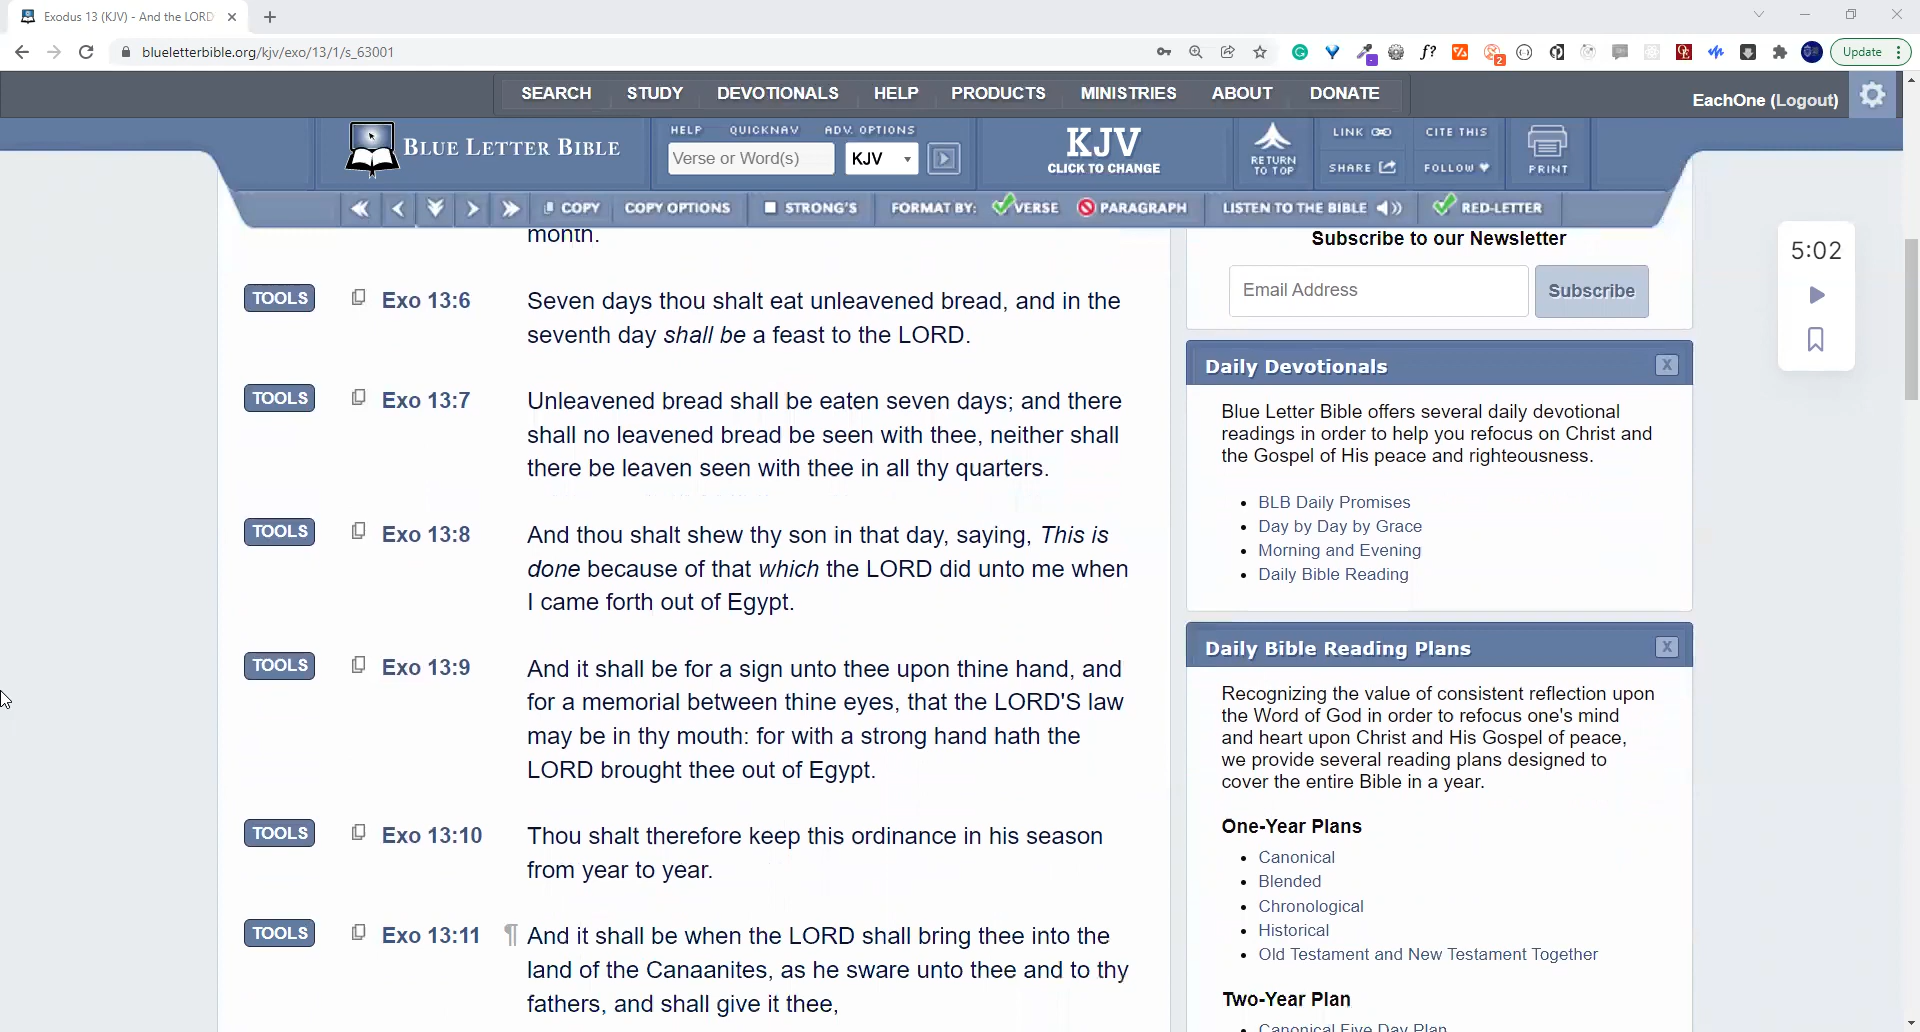 Exodus 13 (KJV) - And the LORD
blueletterbible.org/kjv/exo/13/1/s_63001
Update
SEARCH STUDY DEVOTIONALS HELP PRODUCTS MINISTRIES ABOUT DONATE
EachOne (Logout)
BLUE LETTER BIBLE
HELP QUICKNAV ADV. OPTIONS
Verse or Word(s)
KJV
KJV
CLICK TO CHANGE
RETURN
TO TOP
LINK
CITE THIS
SHARE
FOLLOW
PRINT
COPY COPY OPTIONS STRONG'S FORMAT BY: VERSE PARAGRAPH LISTEN TO THE BIBLE RED-LETTER
month.
TOOLS Exo 13:6 Seven days thou shalt eat unleavened bread, and in the
seventh day shall be a feast to the LORD.
TOOLS Exo 13:7 Unleavened bread shall be eaten seven days; and there
shall no leavened bread be seen with thee, neither shall
there be leaven seen with thee in all thy quarters.
TOOLS Exo 13:8 And thou shalt shew thy son in that day, saying, This is
done because of that which the LORD did unto me when
I came forth out of Egypt.
TOOLS Exo 13:9 And it shall be for a sign unto thee upon thine hand, and
for a memorial between thine eyes, that the LORD'S law
may be in thy mouth: for with a strong hand hath the
LORD brought thee out of Egypt.
TOOLS Exo 13:10 Thou shalt therefore keep this ordinance in his season
from year to year.
TOOLS Exo 13:11 ¶ And it shall be when the LORD shall bring thee into the
land of the Canaanites, as he sware unto thee and to thy
fathers, and shall give it thee,
Subscribe to our Newsletter
Email Address
Subscribe
Daily Devotionals
X
Blue Letter Bible offers several daily devotional
readings in order to help you refocus on Christ and
the Gospel of His peace and righteousness.
BLB Daily Promises
Day by Day by Grace
Morning and Evening
Daily Bible Reading
Daily Bible Reading Plans
X
Recognizing the value of consistent reflection upon
the Word of God in order to refocus one's mind
and heart upon Christ and His Gospel of peace,
we provide several reading plans designed to
cover the entire Bible in a year.
One-Year Plans
Canonical
Blended
Chronological
Historical
Old Testament and New Testament Together
Two-Year Plan
Canonical Five Day Plan
5:02